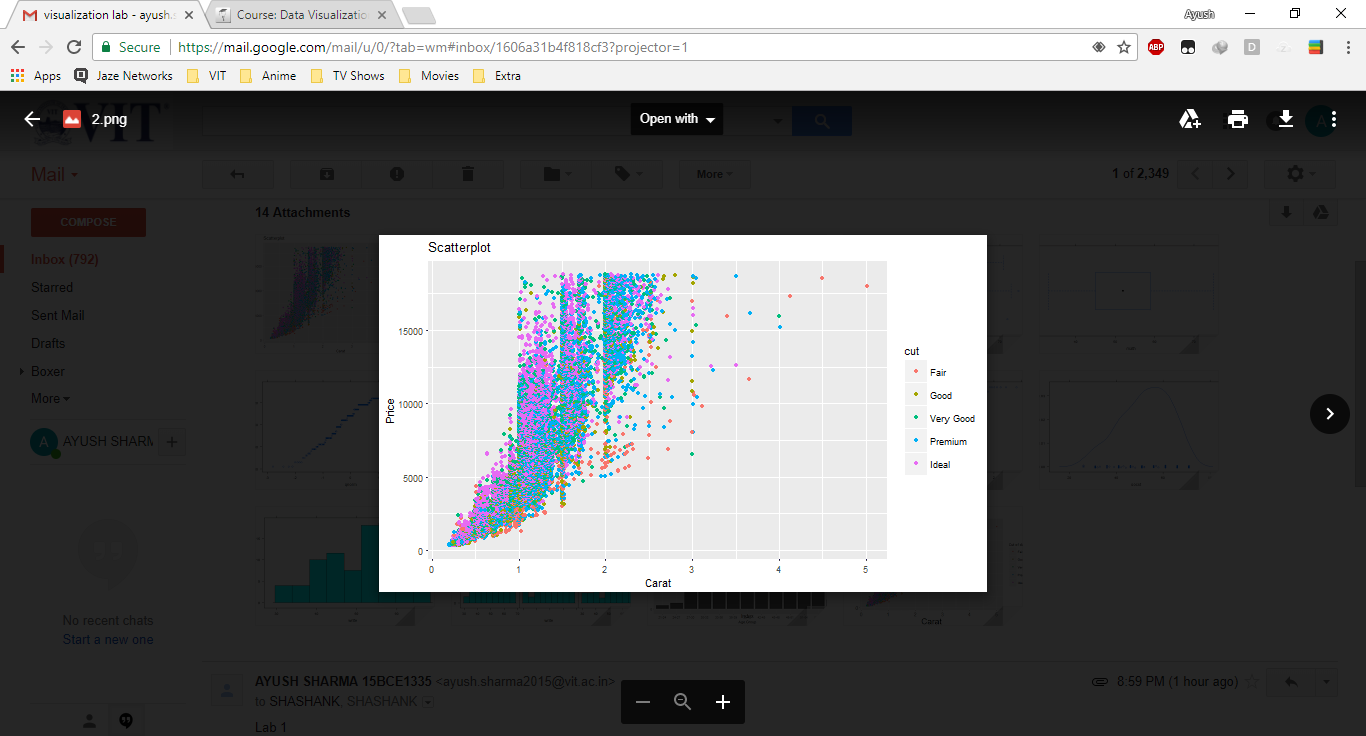 visualization lab - ayush.s
Course: Data Visualizatio
Ayush
Secure
https://mail.google.com/mail/u/0/?tab=wm#inbox/1606a31b4f818cf3?projector=1
ABP
D
Apps
Jaze Networks
VIT
Anime
TV Shows
Movies
Extra
VIT
2.png
Open with
A
Mail
More
1 of 2,349
COMPOSE
14 Attachments
Inbox (792)
Starred
Sent Mail
Drafts
Boxer
More
A
AYUSH SHARM
No recent chats
Start a new one
Scatterplot
Price
15000
10000
5000
0
0
1
2
3
4
5
Carat
cut
Fair
Good
Very Good
Premium
Ideal
Carat
AYUSH SHARMA 15BCE1335 <ayush.sharma2015@vit.ac.in>
8:59 PM (1 hour ago)
to SHASHANK, SHASHANK
Lab 1